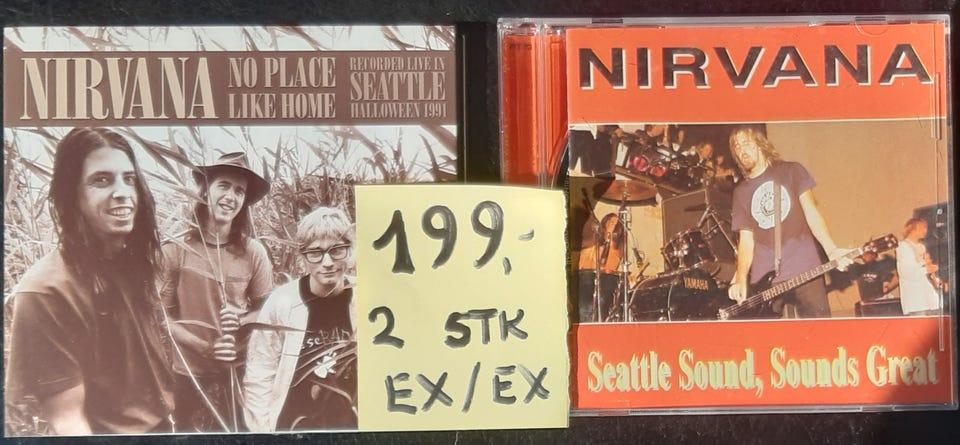 NIRVANA
NO PLACE
LIKE HOME
RECORDED LIVE IN
SEATTLE
HALLOWEEN 1991
199,-
2 STK
EX/EX
NIRVANA
YAMAHA
Seattle Sound, Sounds Great